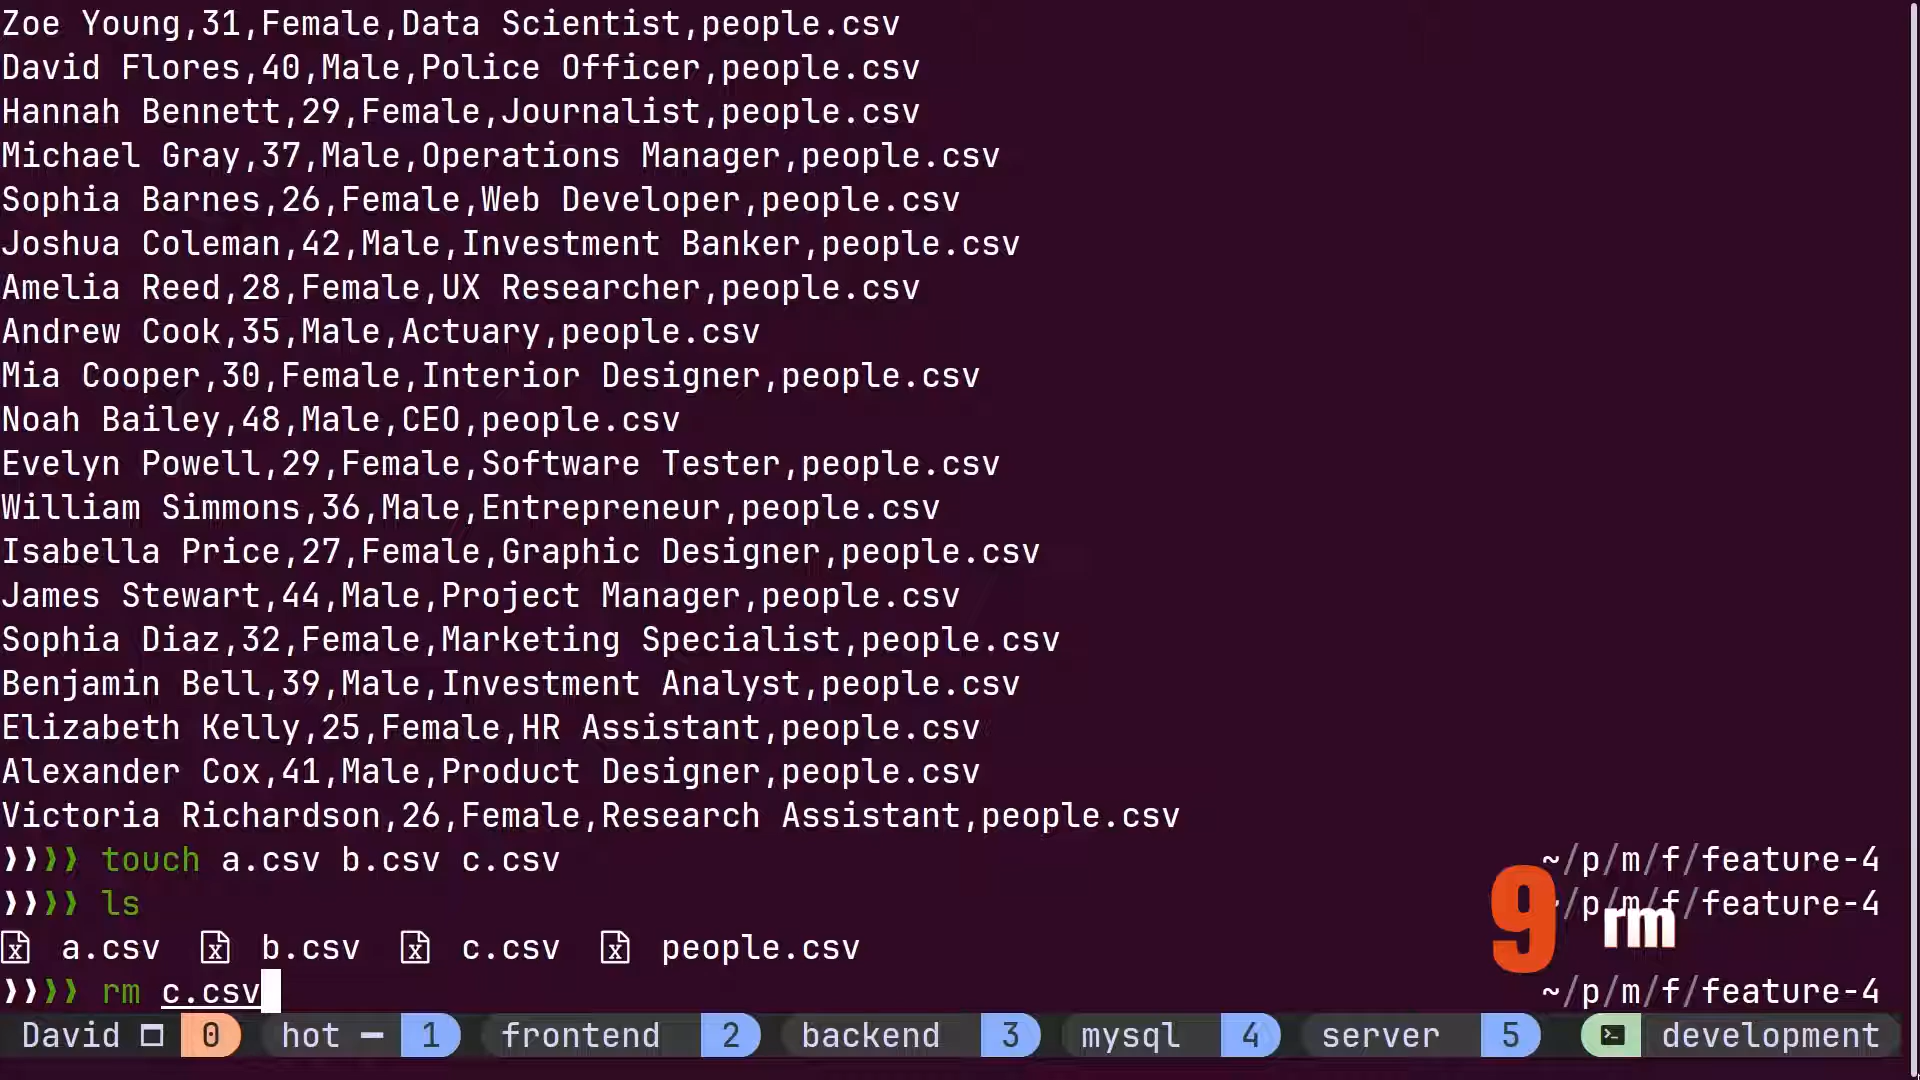 Zoe Young,31,Female,Data Scientist,people.csv
David Flores,40,Male,Police Officer,people.csv
Hannah Bennett,29,Female,Journalist,people.csv
Michael Gray,37,Male,Operations Manager,people.csv
Sophia Barnes,26,Female,Web Developer,people.csv
Joshua Coleman,42,Male,Investment Banker,people.csv
Amelia Reed,28,Female,UX Researcher,people.csv
Andrew Cook,35,Male,Actuary,people.csv
Mia Cooper,30,Female,Interior Designer,people.csv
Noah Bailey,48,Male,CEO,people.csv
Evelyn Powell,29,Female,Software Tester,people.csv
William Simmons,36,Male,Entrepreneur,people.csv
Isabella Price,27,Female,Graphic Designer,people.csv
James Stewart,44,Male,Project Manager,people.csv
Sophia Diaz,32,Female,Marketing Specialist,people.csv
Benjamin Bell,39,Male,Investment Analyst,people.csv
Elizabeth Kelly,25,Female,HR Assistant,people.csv
Alexander Cox,41,Male,Product Designer,people.csv
Victoria Richardson,26,Female,Research Assistant,people.csv
❫❫❫❫ touch a.csv b.csv c.csv ~/p/m/f/feature-4
❫❫❫❫ ls ~/p/m/f/feature-4
a.csv b.csv c.csv people.csv
9 rm
❫❫❫❫ rm c.csv ~/p/m/f/feature-4
David 0 hot 1 frontend 2 backend 3 mysql 4 server 5 development